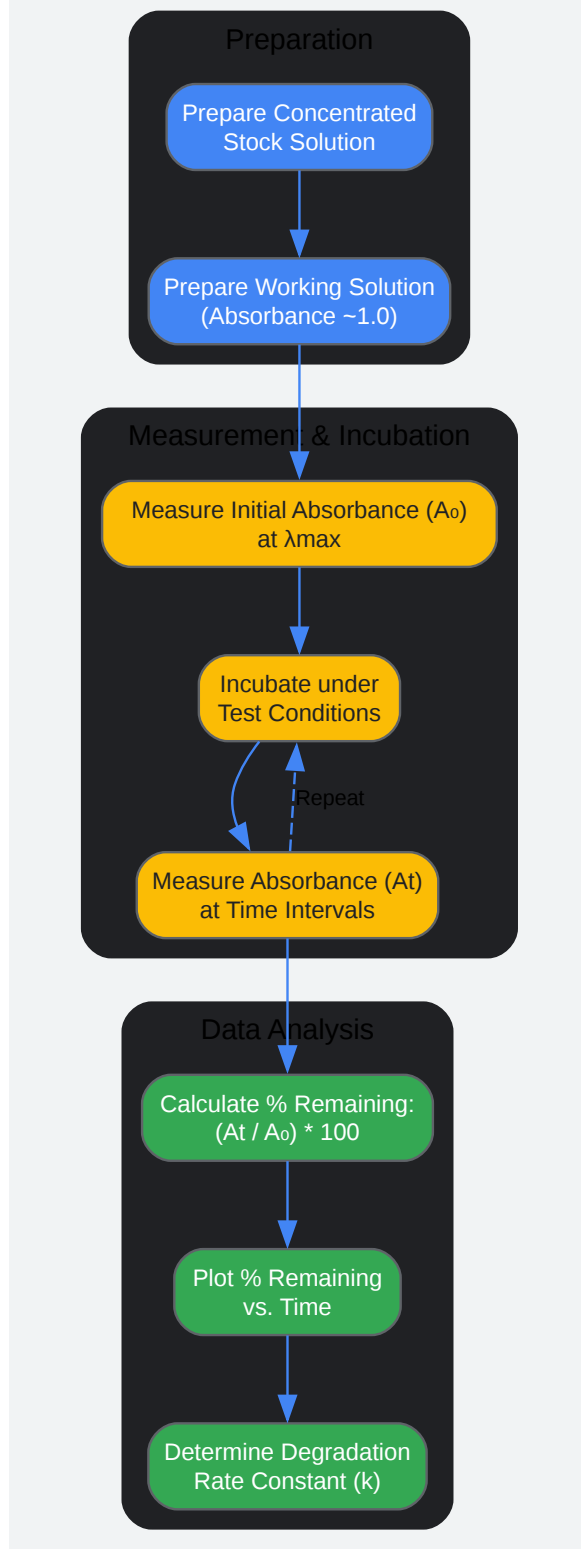 Preparation
Prepare Concentrated
Stock Solution
Prepare Working Solution
(Absorbance ~1.0)
Measurement & Incubation
Measure Initial Absorbance (A₀)
at λmax
Incubate under
Test Conditions
Repeat
Measure Absorbance (At)
at Time Intervals
Data Analysis
Calculate % Remaining:
(At / A₀) * 100
Plot % Remaining
vs. Time
Determine Degradation
Rate Constant (k)